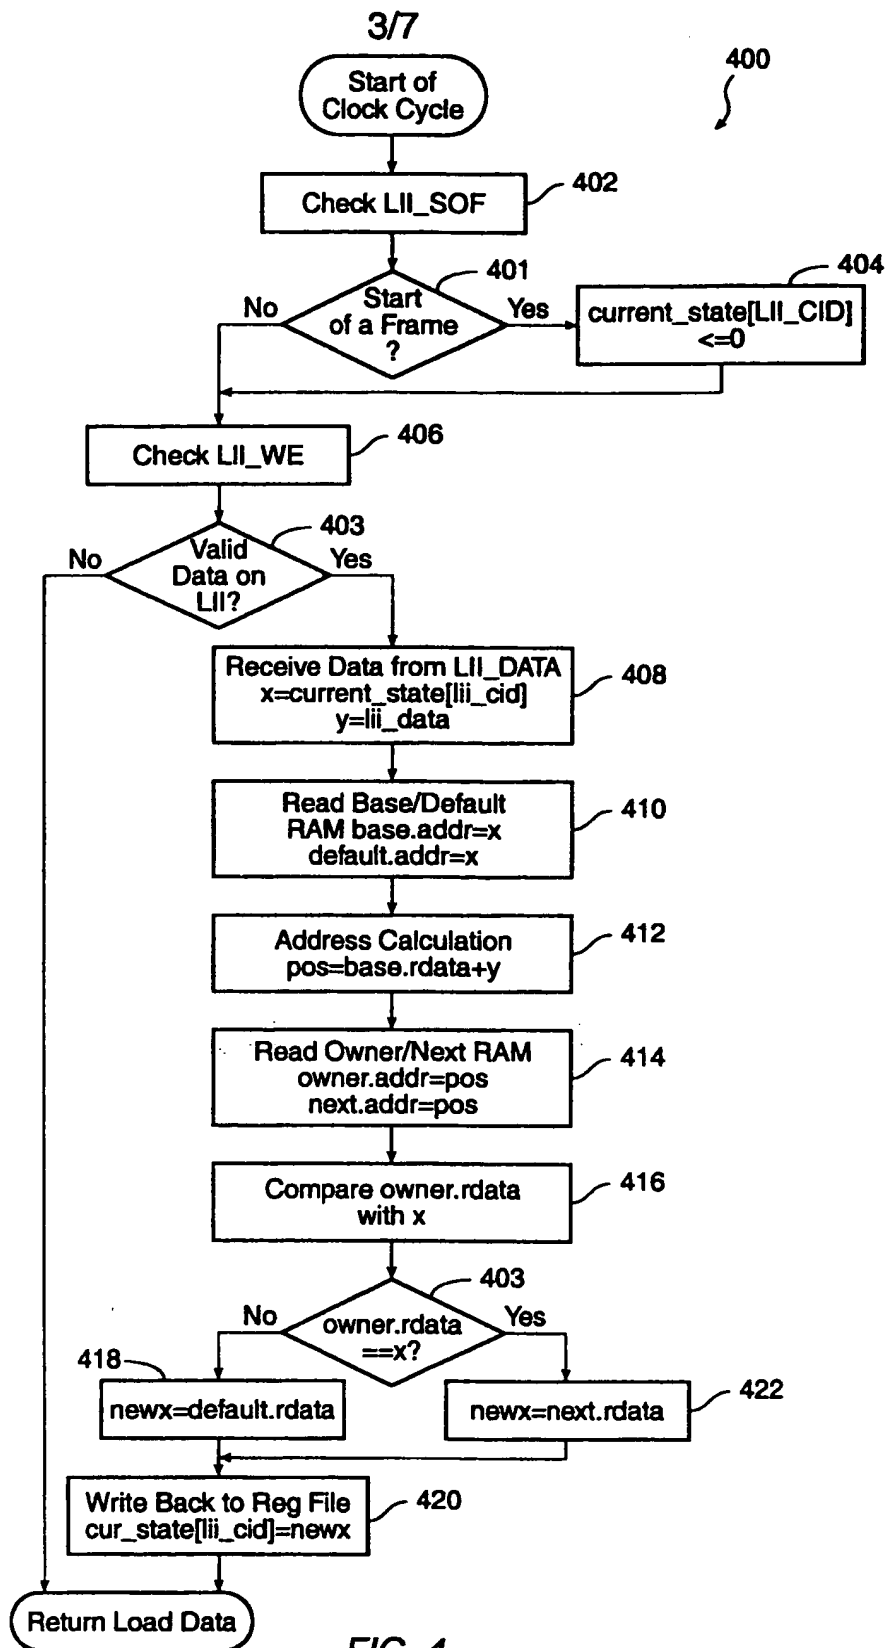 3/7
Start of
Clock Cycle
400
Check LII_SOF
402
401
404
Start
of a Frame
?
No
Yes
current_state[LII_CID]
<=0
Check LII_WE
406
403
Valid
Data on
LII?
No
Yes
Receive Data from LII_DATA
x=current_state[lii_cid]
y=lii_data
408
Read Base/Default
RAM base.addr=x
default.addr=x
410
Address Calculation
pos=base.rdata+y
412
Read Owner/Next RAM
owner.addr=pos
next.addr=pos
414
Compare owner.rdata
with x
416
403
No
Yes
owner.rdata
==x?
418
newx=default.rdata
newx=next.rdata
422
Write Back to Reg File
cur_state[lii_cid]=newx
420
Return Load Data
FIG. 4